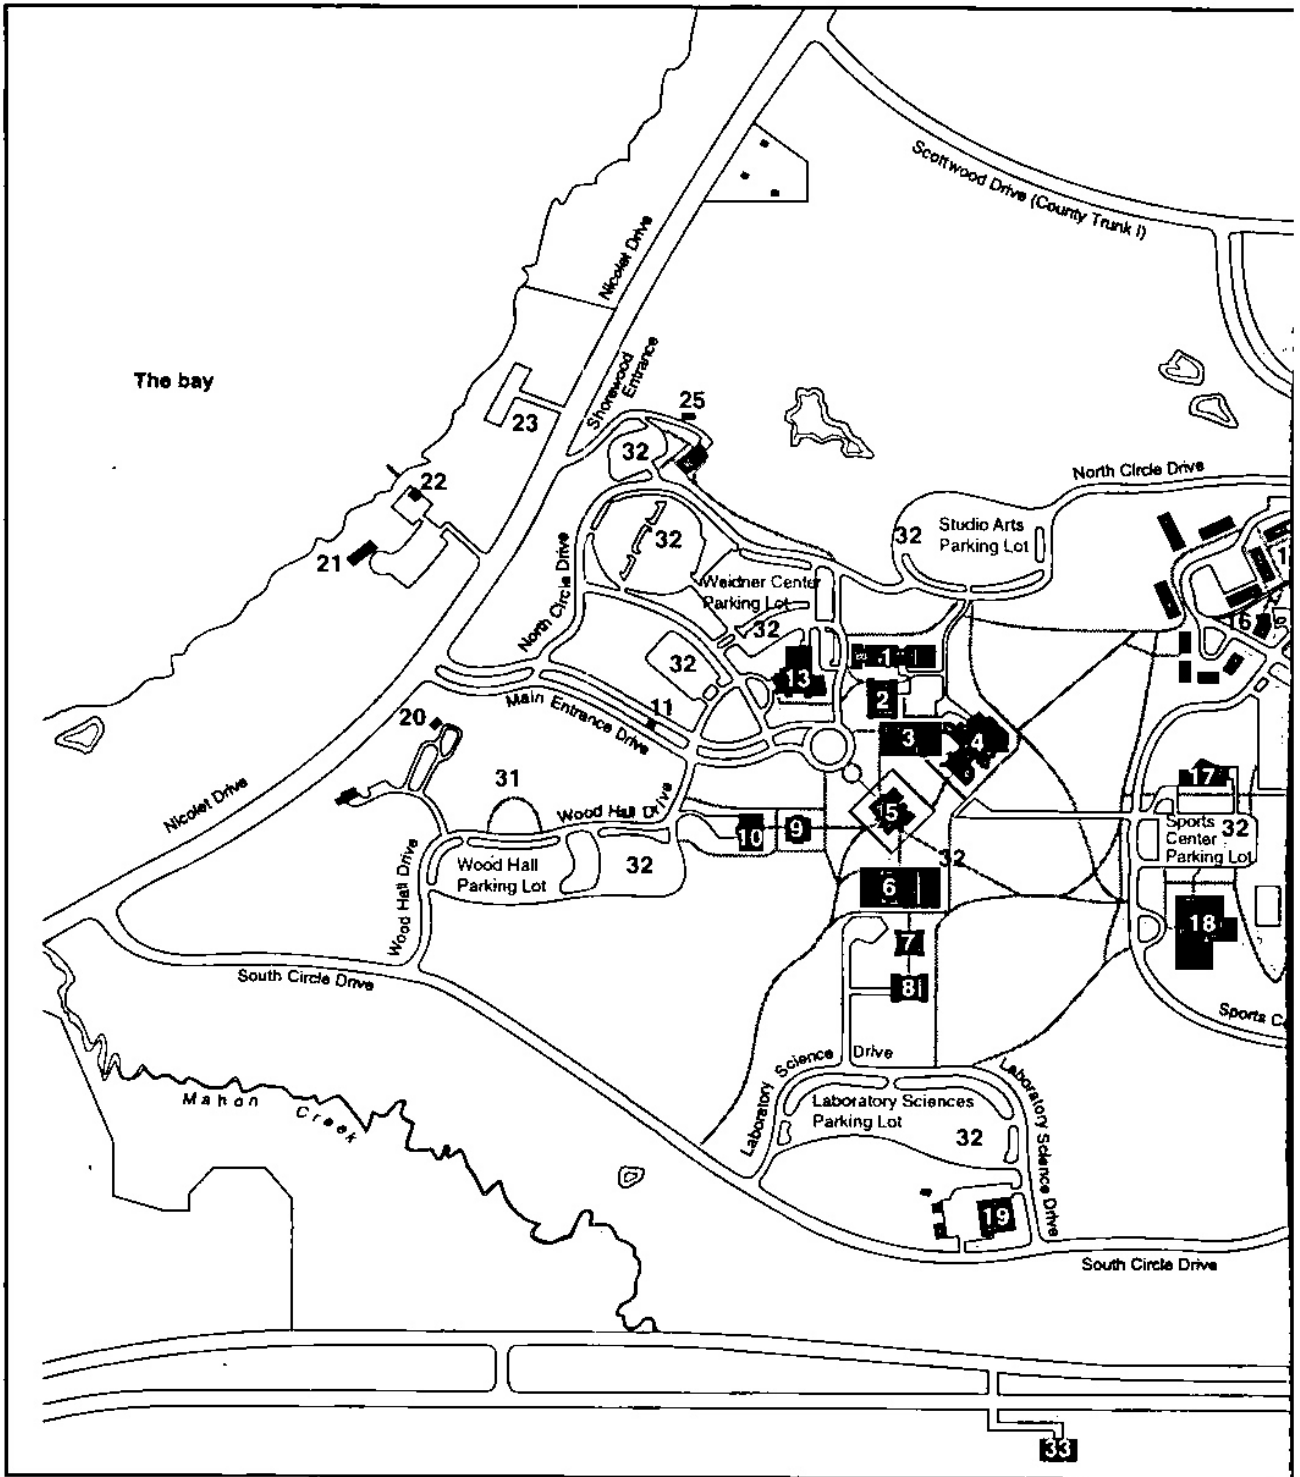 Scottwood Drive (County Trunk I)
Nicolet Drive
The bay
Shorewood
Entrance
25
23
32
22
North Circle Drive
32
Studio Arts
Parking Lot
32
21
North Circle Drive
Weidner Center
Parking Lot
32
16
32
1
13
2
Main Entrance Drive
11
20
3
4
31
17
Nicolet Drive
Wood Hall Drive
5
10
9
Sports
Center
Parking Lot
32
32
Wood Hall Drive
Wood Hall
Parking Lot
32
6
18
7
South Circle Drive
8
Sports C
Laboratory Science Drive
Laboratory Science Drive
Mahon Creek
Laboratory Sciences
Parking Lot
32
19
South Circle Drive
33